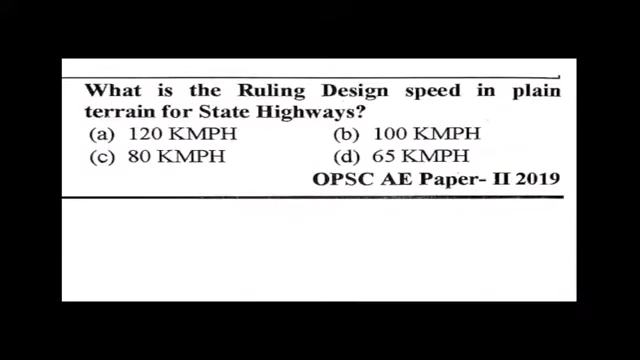 What is the Ruling Design speed in plain
terrain for State Highways?
(a) 120 KMPH (b) 100 KMPH
(c) 80 KMPH (d) 65 KMPH
OPSC AE Paper- II 2019